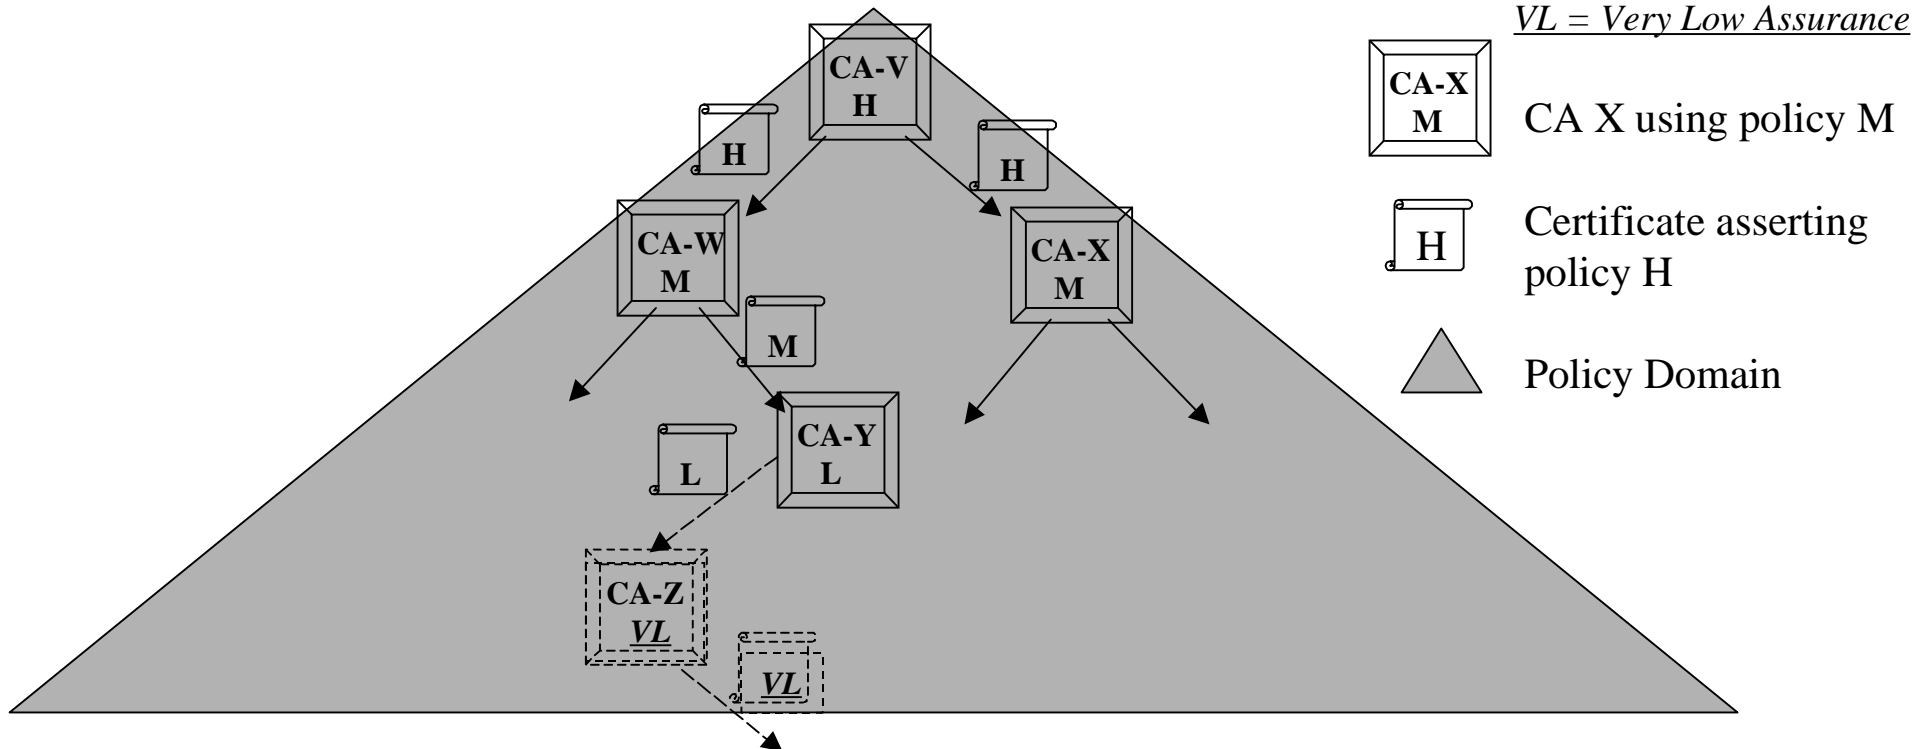 VL = Very Low Assurance
CA-V
H
H
H
CA-W
M
CA-X
M
M
CA-Y
L
L
CA-Z
VL
VL
CA-X
M
CA X using policy M
H
Certificate asserting
policy H
Policy Domain